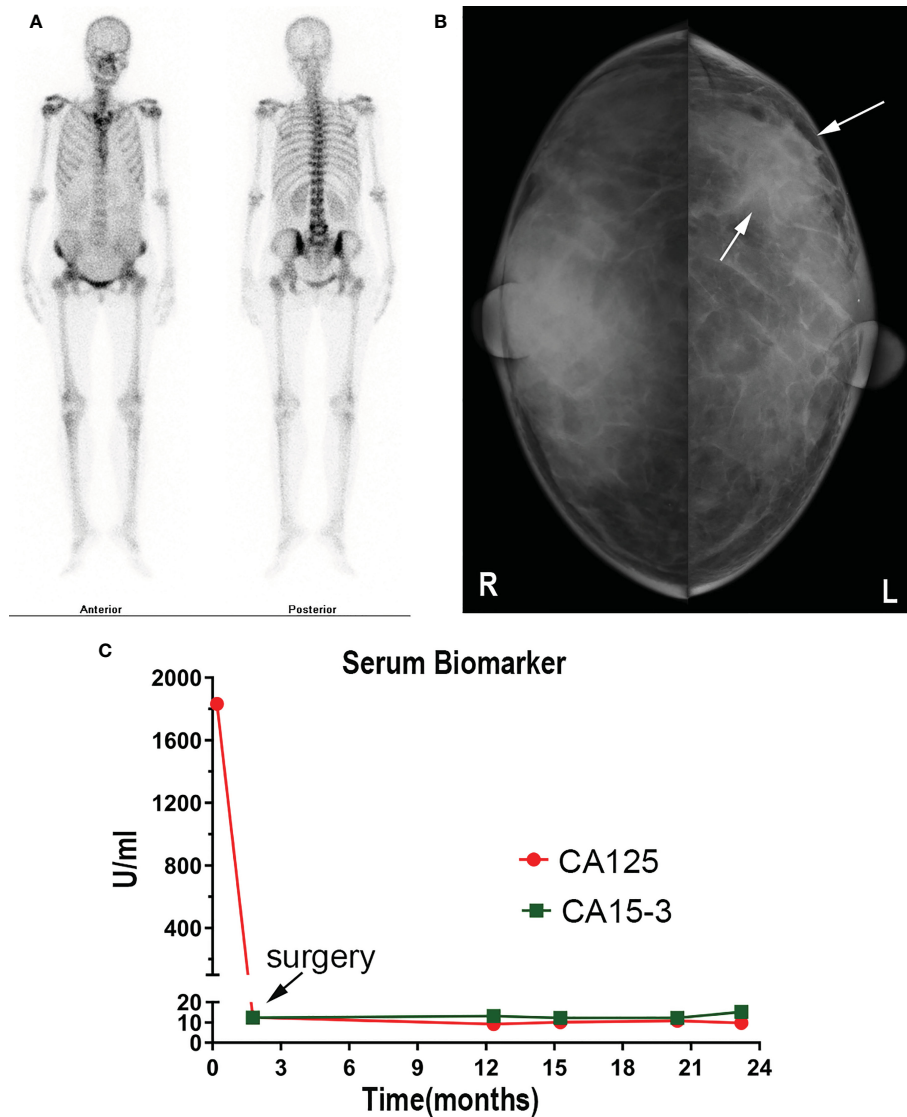 A
B
Anterior
Posterior
R
L
C
Serum Biomarker
2000
1600
1200
800
400
20
10
0
U/ml
surgery
CA125
CA15-3
0 3 6 9 12 15 18 21 24
Time(months)